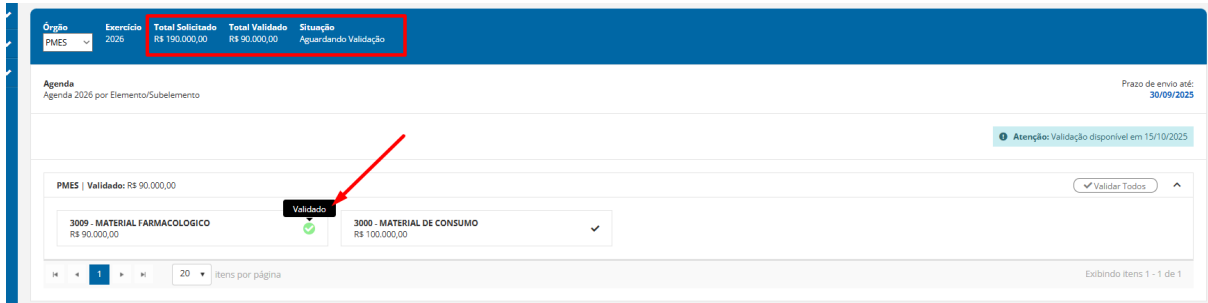 Órgão Exercício Total Solicitado Total Validado Situação
PMES 2026 R$ 190.000,00 R$ 90.000,00 Aguardando Validação
Agenda
Agenda 2026 por Elemento/Subelemento
Prazo de envio até:
30/09/2025
Atenção: Validação disponível em 15/10/2025
PMES | Validado: R$ 90.000,00
Validar Todos
Validado
3009 - MATERIAL FARMACOLOGICO
R$ 90.000,00
3000 - MATERIAL DE CONSUMO
R$ 100.000,00
1 20 itens por página
Exibindo itens 1 - 1 de 1